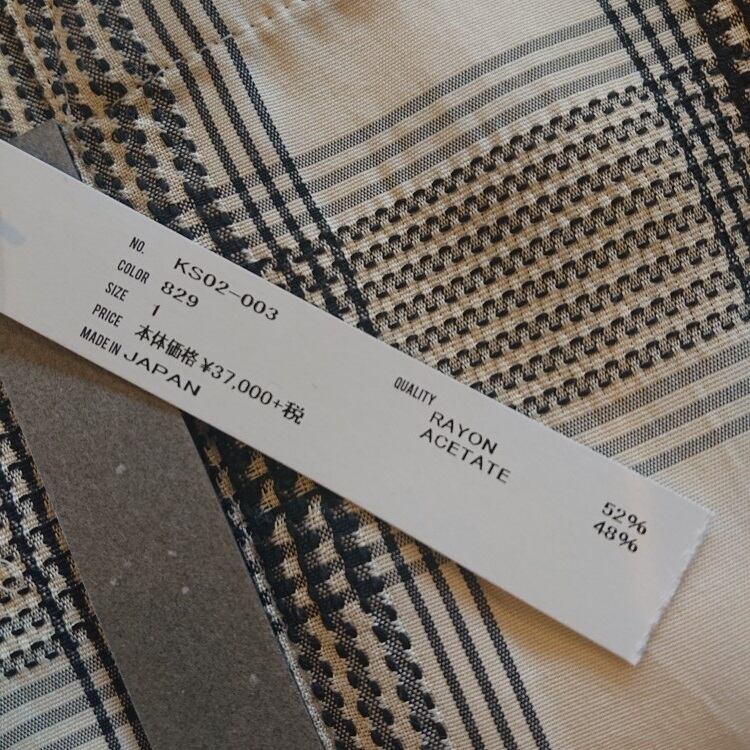 NO. KS02-003
COLOR 829
SIZE 1
PRICE 本体価格 ¥37,000+税
MADE IN JAPAN
QUALITY
RAYON 52%
ACETATE 48%